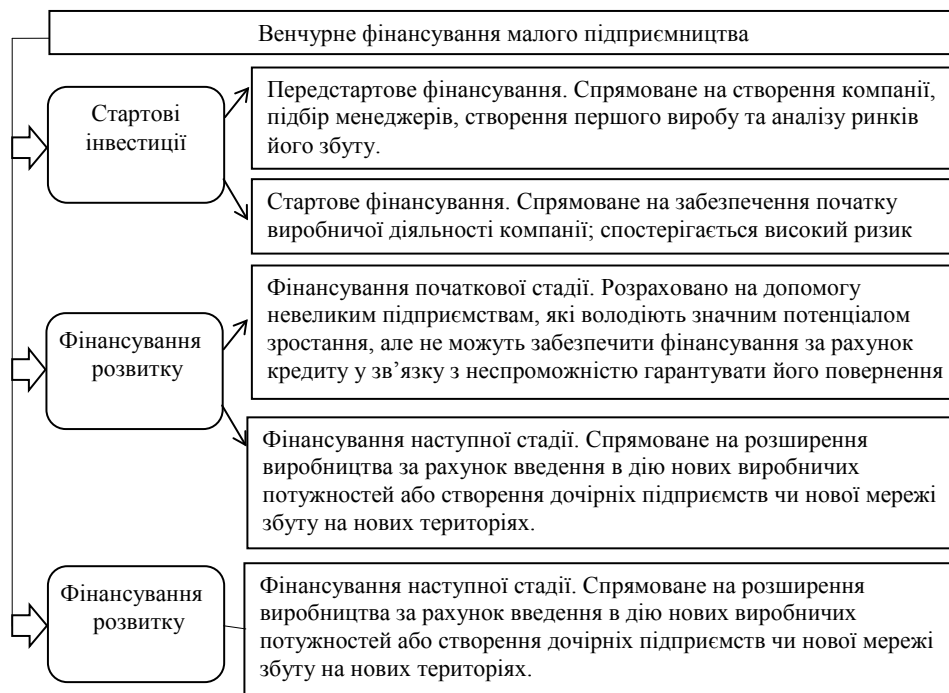 Венчурне фінансування малого підприємництва
Стартові
інвестиції
Передстартове фінансування. Спрямоване на створення компанії,
підбір менеджерів, створення першого виробу та аналізу ринків
його збуту.
Стартове фінансування. Спрямоване на забезпечення початку
виробничої діяльності компанії; спостерігається високий ризик
Фінансування
розвитку
Фінансування початкової стадії. Розраховано на допомогу
невеликим підприємствам, які володіють значним потенціалом
зростання, але не можуть забезпечити фінансування за рахунок
кредиту у зв’язку з неспроможністю гарантувати його повернення
Фінансування наступної стадії. Спрямоване на розширення
виробництва за рахунок введення в дію нових виробничих
потужностей або створення дочірніх підприємств чи нової мережі
збуту на нових територіях.
Фінансування
розвитку
Фінансування наступної стадії. Спрямоване на розширення
виробництва за рахунок введення в дію нових виробничих
потужностей або створення дочірніх підприємств чи нової мережі
збуту на нових територіях.